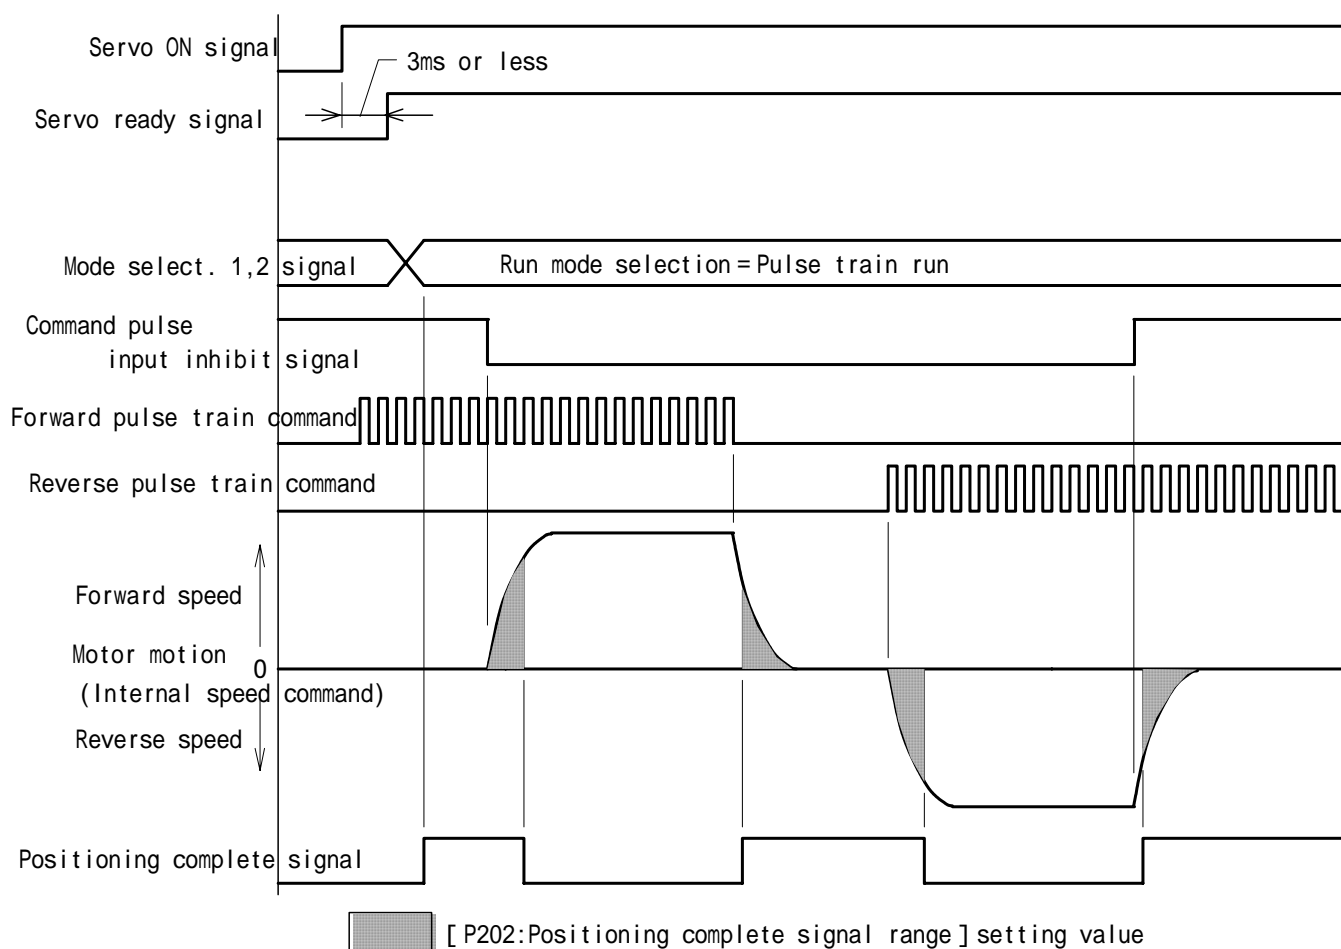 Servo ON signal
3ms or less
Servo ready signal
Mode select. 1,2 signal
Run mode selection=Pulse train run
Command pulse
input inhibit signal
Forward pulse train command
Reverse pulse train command
Forward speed
Motor motion
0
(Internal speed command)
Reverse speed
Positioning complete signal
[P202:Positioning complete signal range] setting value